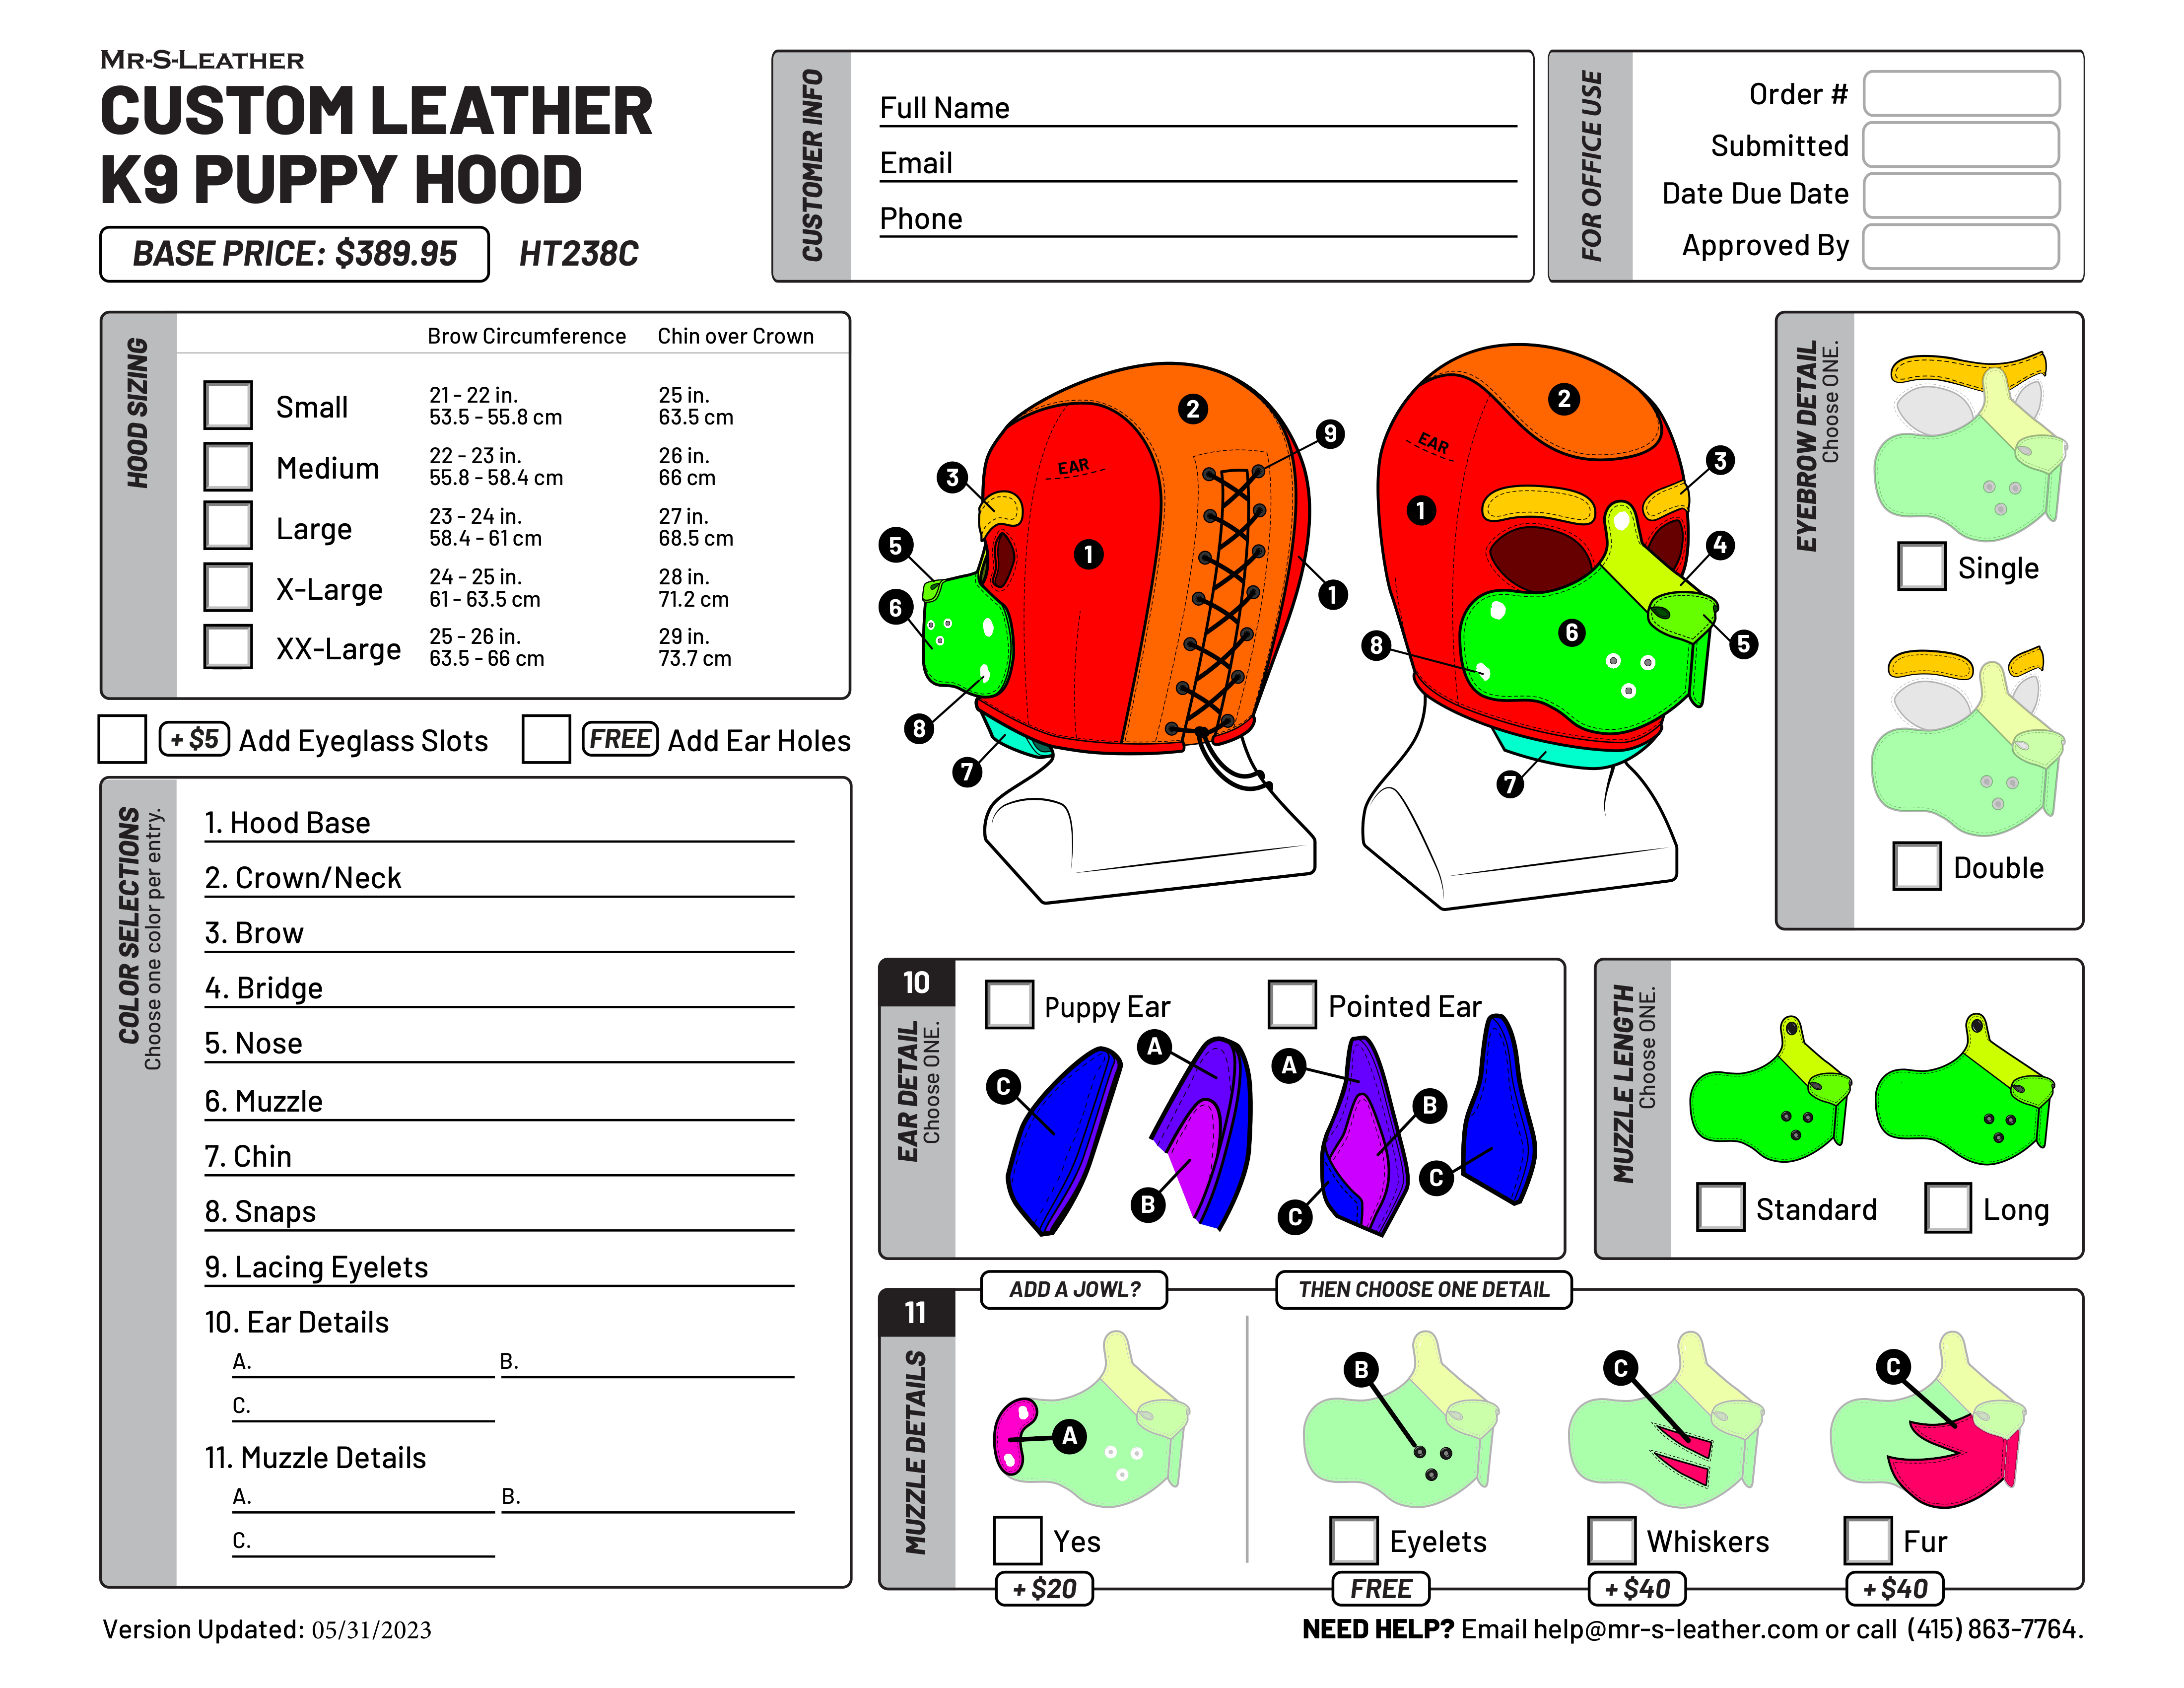 MR-S-LEATHER
CUSTOM LEATHER
K9 PUPPY HOOD
BASE PRICE: $389.95 HT238C
CUSTOMER INFO
Full Name
Email
Phone
FOR OFFICE USE
Order #
Submitted
Date Due Date
Approved By
HOOD SIZING
Brow Circumference Chin over Crown
Small
21 - 22 in. 25 in.
53.5 - 55.8 cm 63.5 cm
Medium
22 - 23 in. 26 in.
55.8 - 58.4 cm 66 cm
Large
23 - 24 in. 27 in.
58.4 - 61 cm 68.5 cm
X-Large
24 - 25 in. 28 in.
61 - 63.5 cm 71.2 cm
XX-Large
25 - 26 in. 29 in.
63.5 - 66 cm 73.7 cm
+ $5 Add Eyeglass Slots FREE Add Ear Holes
COLOR SELECTIONS
Choose one color per entry.
1. Hood Base
2. Crown/Neck
3. Brow
4. Bridge
5. Nose
6. Muzzle
7. Chin
8. Snaps
9. Lacing Eyelets
10. Ear Details
A. B.
C.
11. Muzzle Details
A. B.
C.
2
9
EAR
3
1
5
6
1
8
7
2
EAR
3
1
4
6
5
8
7
EYEBROW DETAIL
Choose ONE.
Single
Double
10
EAR DETAIL
Choose ONE.
Puppy Ear Pointed Ear
A
C
B
A
B
C
C
MUZZLE LENGTH
Choose ONE.
Standard Long
11
MUZZLE DETAILS
ADD A JOWL? THEN CHOOSE ONE DETAIL
A
B
C
C
Yes Eyelets Whiskers Fur
+ $20 FREE + $40 + $40
Version Updated: 05/31/2023
NEED HELP? Email help@mr-s-leather.com or call (415) 863-7764.